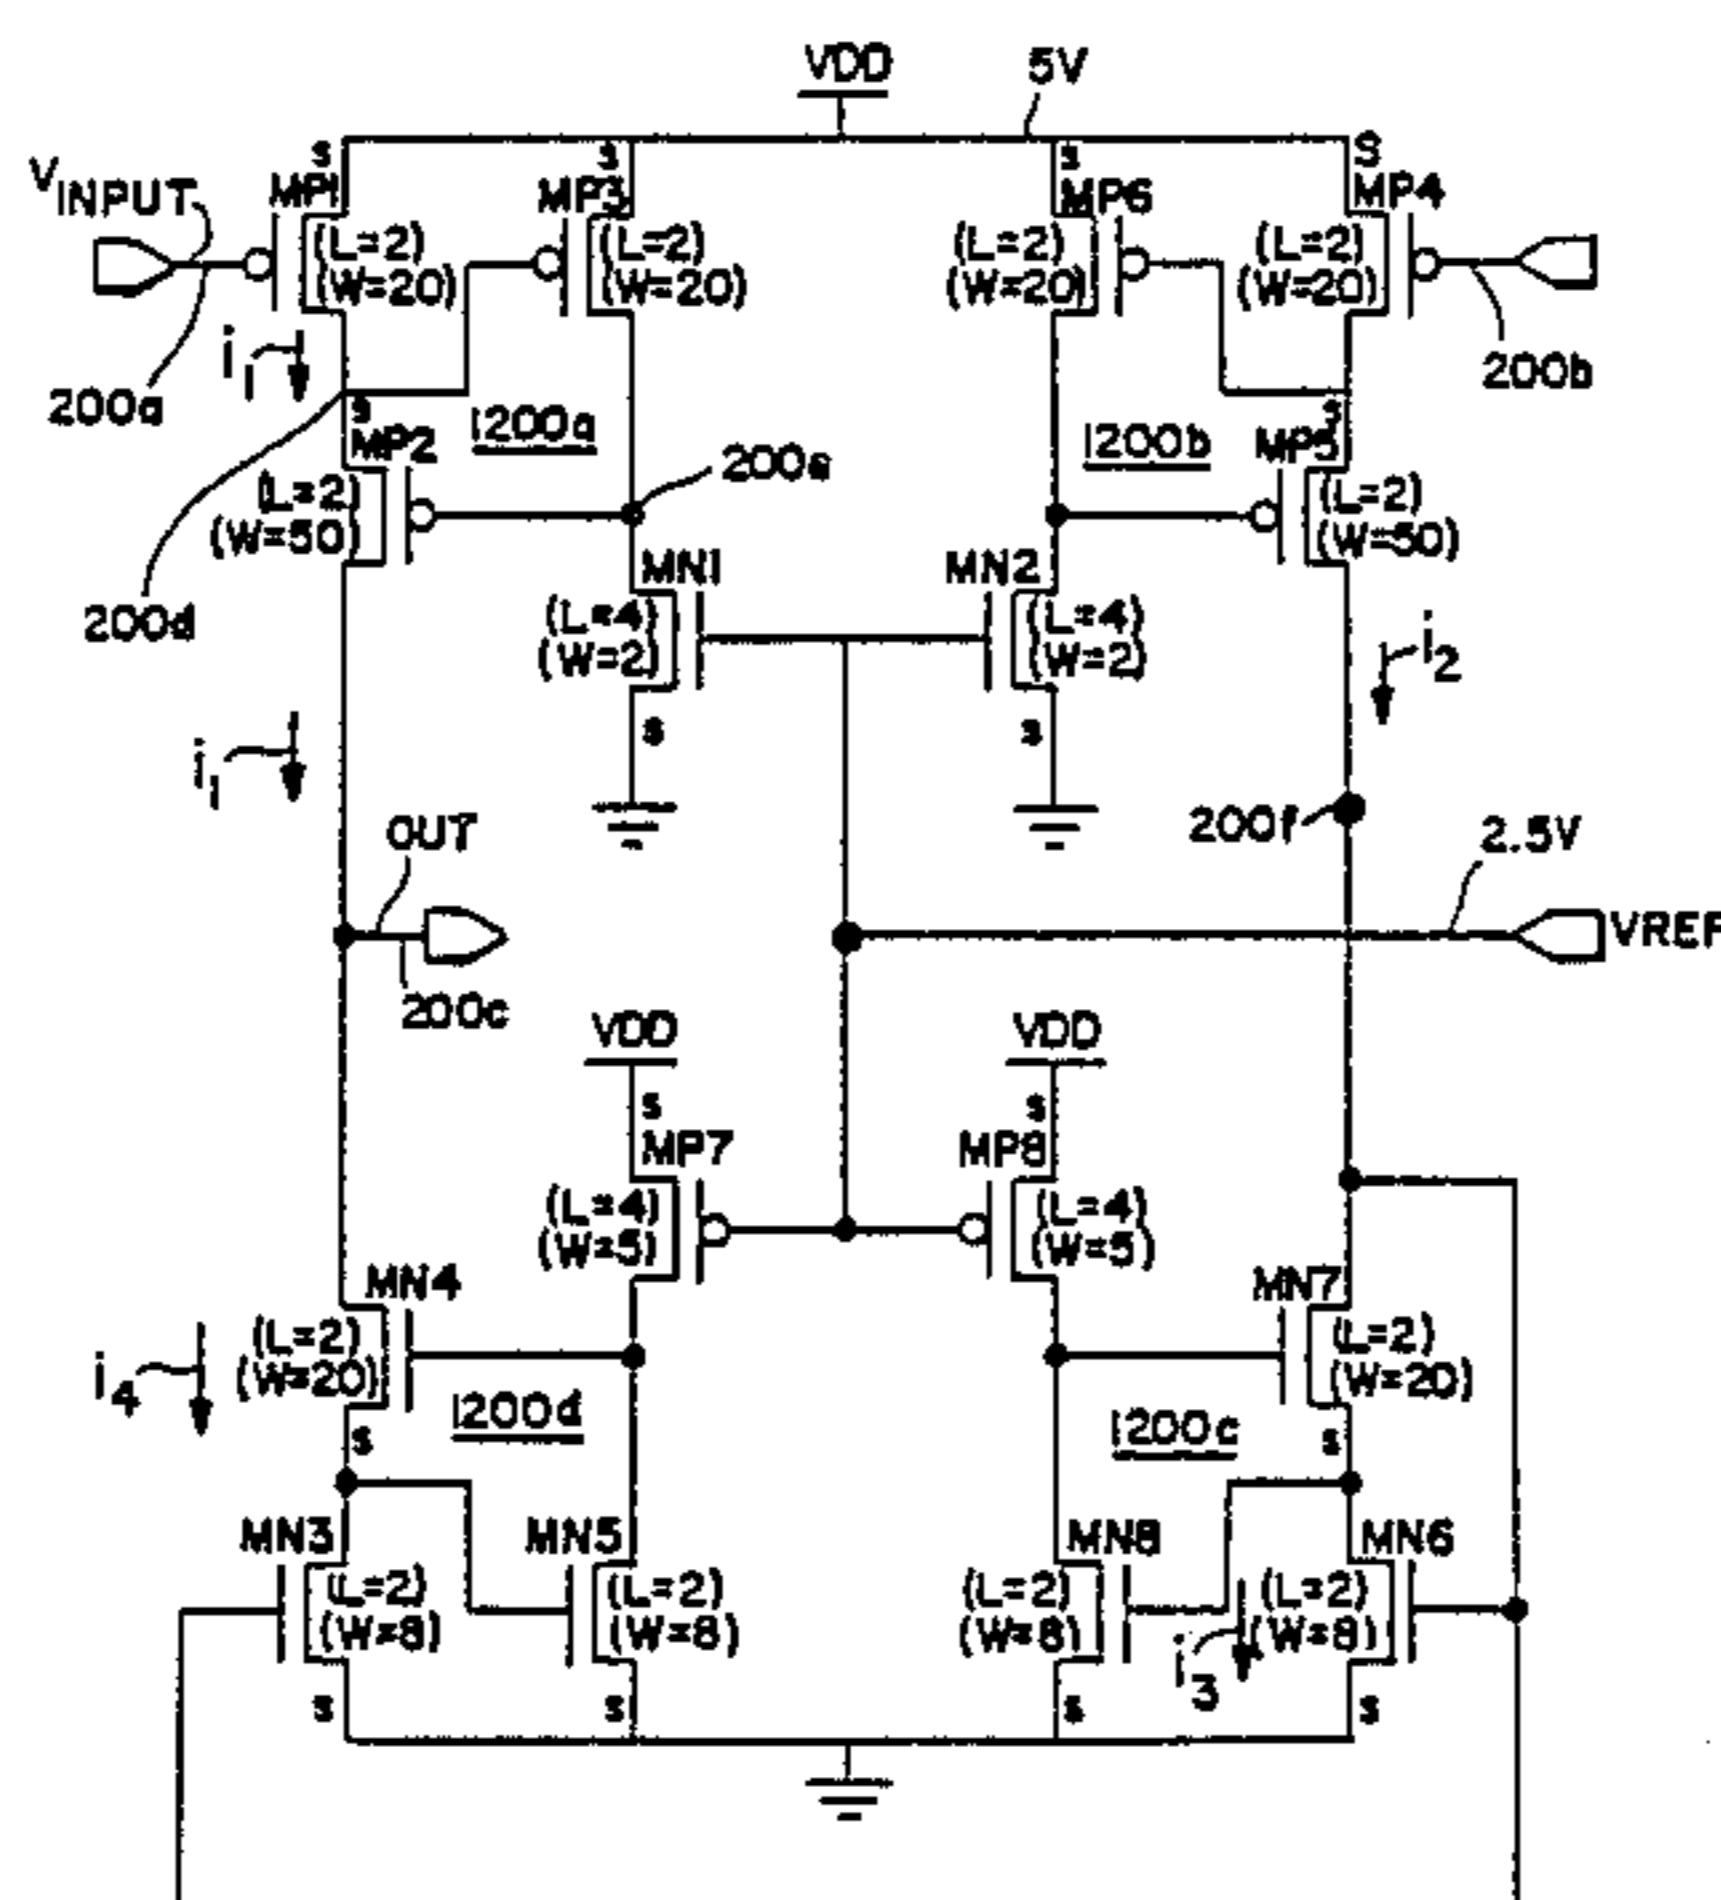 VDD
5V
VINPUT
S
MP1
(L=2)
(W=20)
S
MP3
(L=2)
(W=20)
S
MP6
(L=2)
(W=20)
S
MP4
(L=2)
(W=20)
i1
200a
200b
S
MP2
(L=2)
(W=50)
1200a
200e
1200b
S
MP5
(L=2)
(W=50)
200d
MN1
(L=4)
(W=2)
S
MN2
(L=4)
(W=2)
S
i2
i1
OUT
200c
200f
2.5V
VREF
VDD
S
MP7
(L=4)
(W=5)
VDD
S
MP8
(L=4)
(W=5)
MN4
(L=2)
(W=20)
S
i4
1200d
1200c
MN7
(L=2)
(W=20)
S
MN3
(L=2)
(W=8)
S
MN5
(L=2)
(W=8)
S
MN8
(L=2)
(W=8)
S
i3
MN6
(L=2)
(W=8)
S